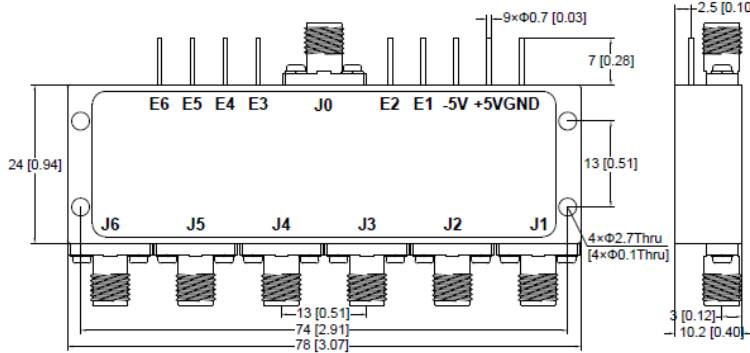 2.5 [0.10
9×Φ0.7 [0.03]
7 [0.28]
E6 E5 E4 E3 J0 E2 E1 -5V +5VGND
24 [0.94]
13 [0.51]
J6 J5 J4 J3 J2 J1
4×Φ2.7Thru
[4×Φ0.1Thru]
13 [0.51]
3 [0.12]
74 [2.91]
10.2 [0.40]
78 [3.07]